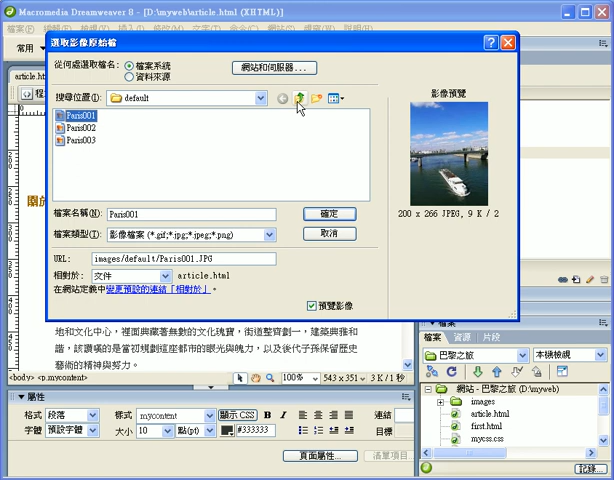 Macromedia Dreamweaver 8 - [D:\myweb\article.html (XHTML)]
常用
article.ht
選取影像原始檔
從何處選取檔名:
檔案系統
資料來源
網站和伺服器...
搜尋位置(I):
default
Paris001
Paris002
Paris003
影像預覽
200 x 266 JPEG, 9 K / 2
檔案名稱(N):
Paris001
確定
檔案類型(T):
影像檔案 (*.gif;*.jpg;*.jpeg;*.png)
取消
URL:
images/default/Paris001.JPG
相對於:
文件
article.html
在網站定義中變更預設的連結「相對於」。
預覽影像
地和文化中心，裡面典藏著無數的文化瑰寶，街道整齊劃一，建築典雅和
諧，該讚嘆的是當初規劃這座都市的眼光與魄力，以及後代子孫保留歷史
藝術的精神與努力。
<body> <p.mycontent>
100%
543 x 351
3 K / 1 秒
屬性
格式
段落
樣式
mycontent
顯示 CSS
B
I
連結
字體
預設字體
大小
10
點(pt)
#333333
目標
頁面屬性...
清單項目...
檔案
檔案
資源
片段
巴黎之旅
本機檢視
網站 - 巴黎之旅 (D:\myweb)
images
article.html
first.html
mycss.css
記錄...